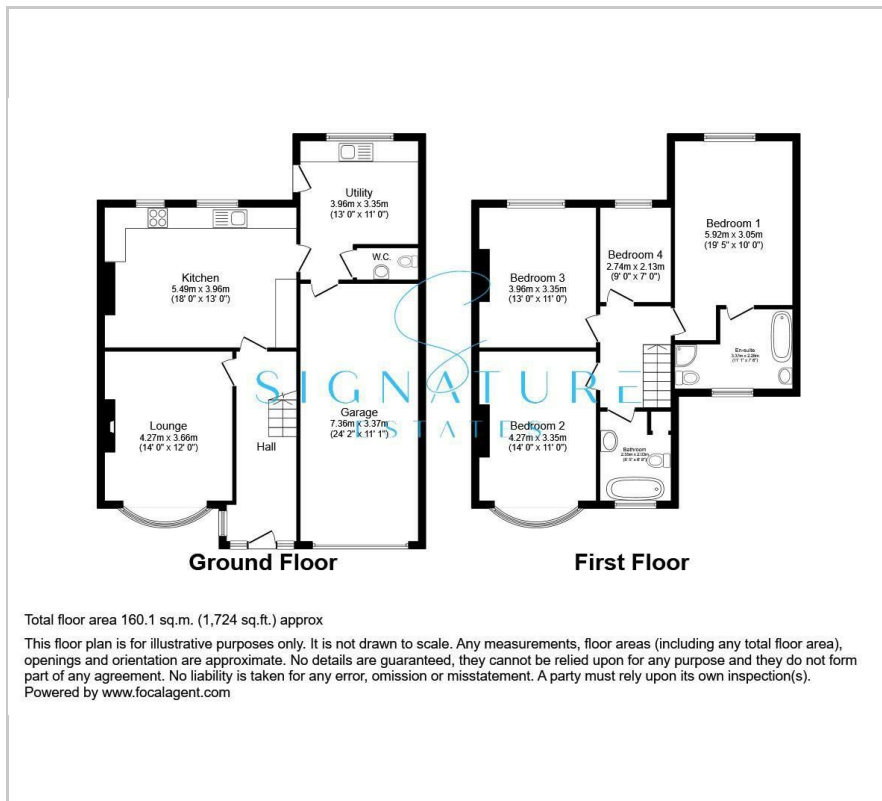 Utility
3.96m x 3.35m
(13' 0" x 11' 0")
W.C.
Kitchen
5.49m x 3.96m
(18' 0" x 13' 0")
Lounge
4.27m x 3.66m
(14' 0" x 12' 0")
Hall
Garage
7.36m x 3.37m
(24' 2" x 11' 1")
Ground Floor
Bedroom 1
5.92m x 3.05m
(19' 5" x 10' 0")
Bedroom 4
2.74m x 2.13m
(9' 0" x 7' 0")
Bedroom 3
3.96m x 3.35m
(13' 0" x 11' 0")
En-suite
Bedroom 2
4.27m x 3.35m
(14' 0" x 11' 0")
Bathroom
First Floor
SIGNATURE
ESTATES
Total floor area 160.1 sq.m. (1,724 sq.ft.) approx
This floor plan is for illustrative purposes only. It is not drawn to scale. Any measurements, floor areas (including any total floor area),
openings and orientation are approximate. No details are guaranteed, they cannot be relied upon for any purpose and they do not form
part of any agreement. No liability is taken for any error, omission or misstatement. A party must rely upon its own inspection(s).
Powered by www.focalagent.com